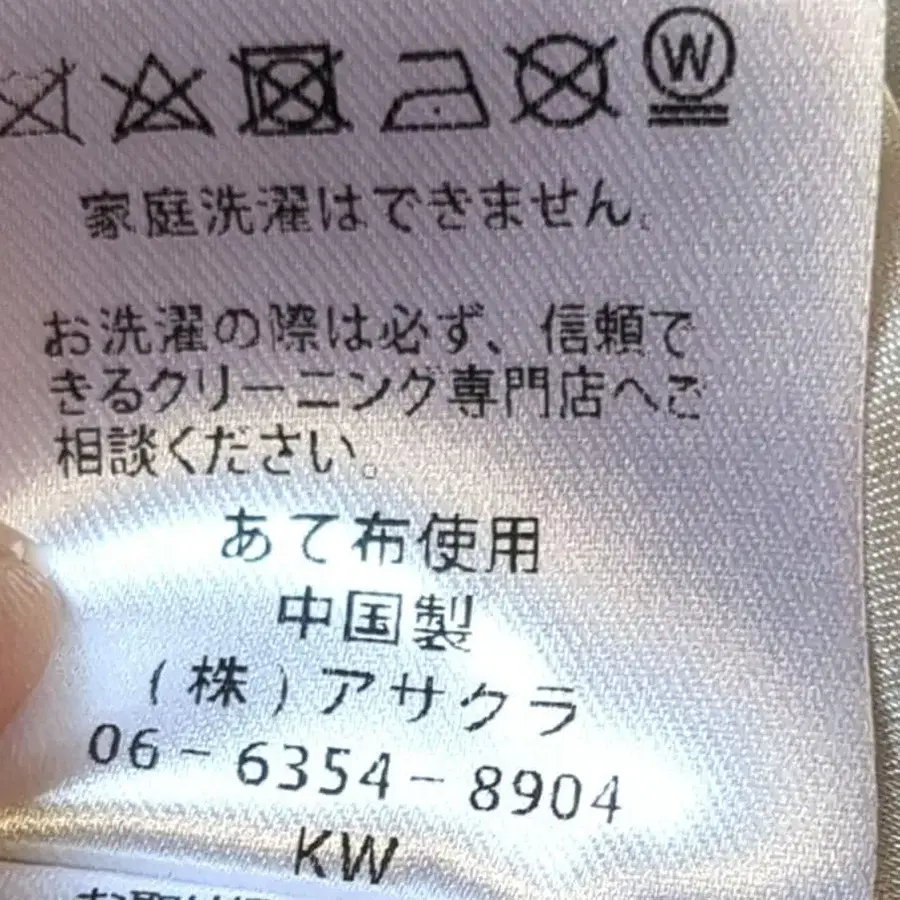 W
家庭洗濯はできません。
お洗濯の際は必ず、信頼で
きるクリーニング専門店へご
相談ください。
あて布使用
中国製
(株)アサクラ
06-6354-8904
KW